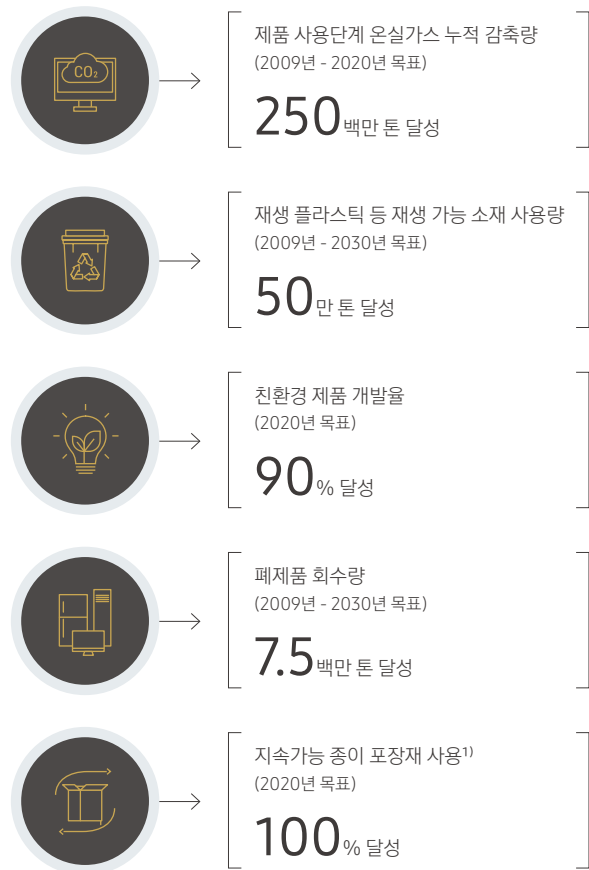 CO₂
제품 사용단계 온실가스 누적 감축량
(2009년 - 2020년 목표)
250백만 톤 달성
재생 플라스틱 등 재생 가능 소재 사용량
(2009년 - 2030년 목표)
50만 톤 달성
친환경 제품 개발율
(2020년 목표)
90% 달성
폐제품 회수량
(2009년 - 2030년 목표)
7.5백만 톤 달성
지속가능 종이 포장재 사용¹⁾
(2020년 목표)
100% 달성